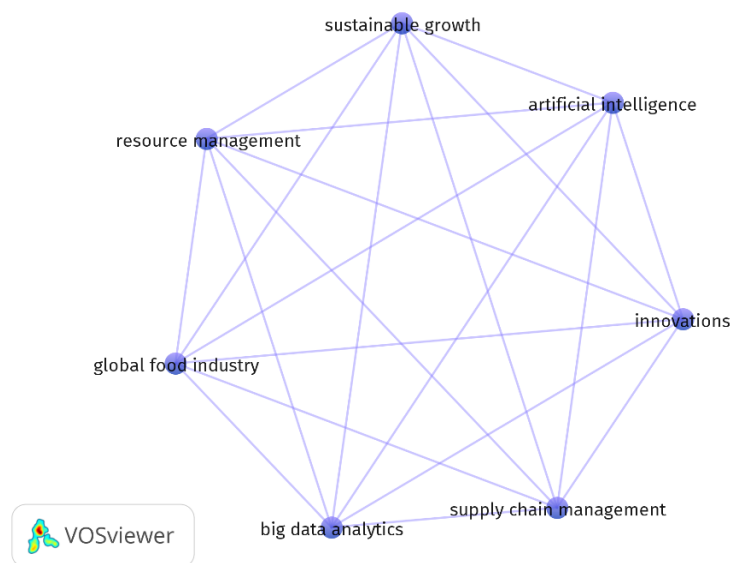 sustainable growth
artificial intelligence
resource management
innovations
global food industry
supply chain management
big data analytics
VOSviewer